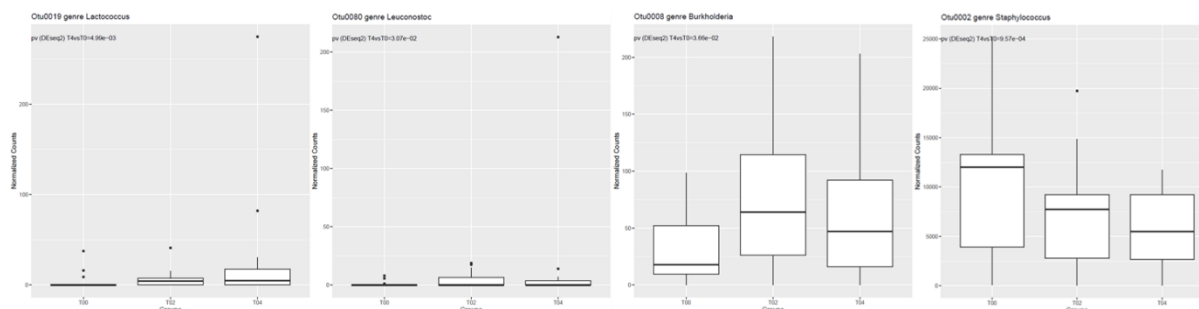 Otu0019 genre Lactococcus
pv (DEseq2) T4vsT0=4.99e-03
200
100
0
Normalized Counts
T00
T02
T04
Otu0080 genre Leuconostoc
pv (DEseq2) T4vsT0=3.07e-02
200
150
100
50
0
Normalized Counts
T00
T02
T04
Otu0008 genre Burkholderia
pv (DEseq2) T4vsT0=3.66e-02
200
150
100
50
0
Normalized Counts
T00
T02
T04
Otu0002 genre Staphylococcus
25000
pv (DEseq2) T4vsT0=9.57e-04
20000
15000
10000
5000
0
Normalized Counts
T00
T02
T04